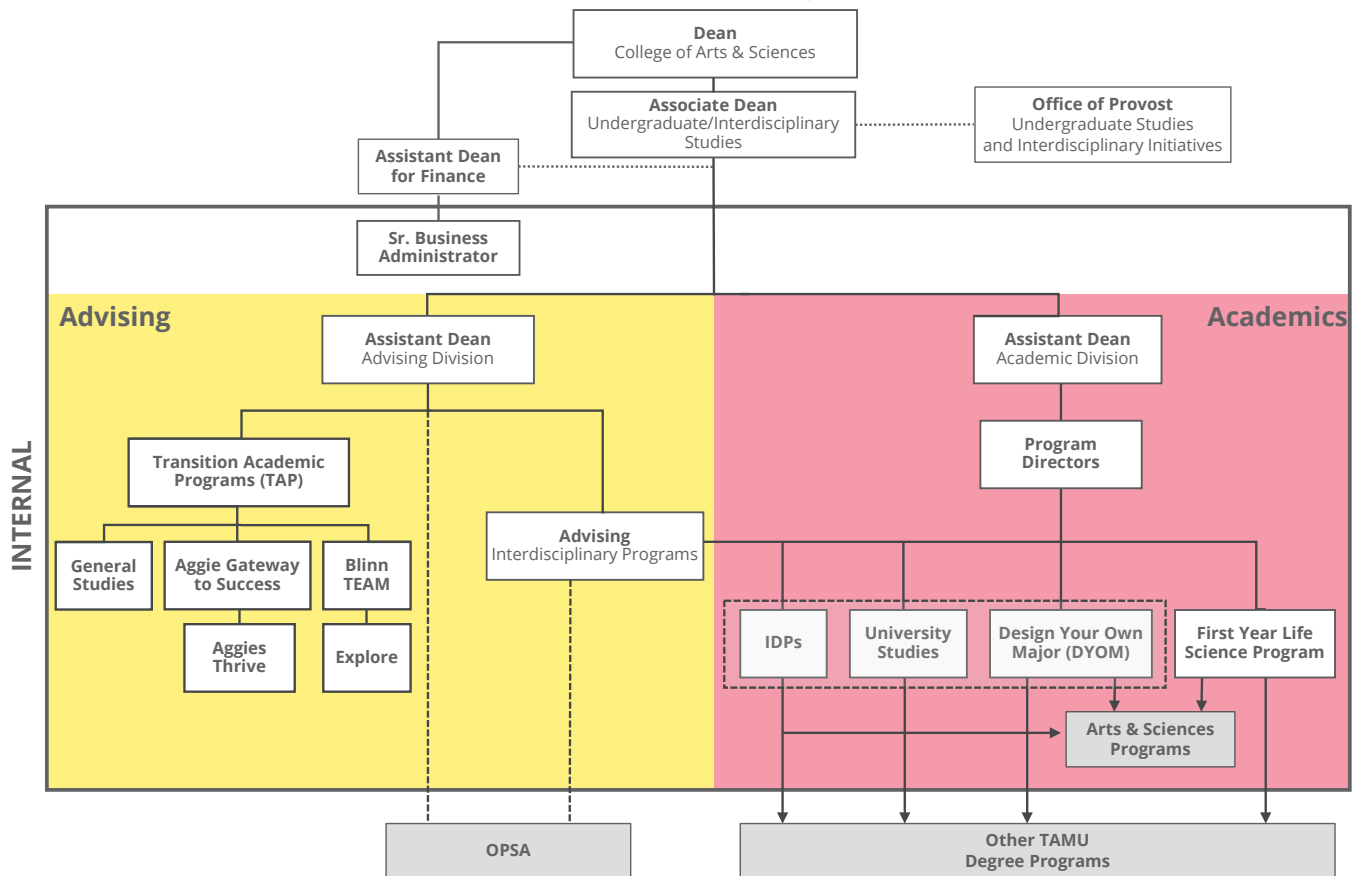 Dean
College of Arts & Sciences
Associate Dean
Undergraduate/Interdisciplinary
Studies
Office of Provost
Undergraduate Studies
and Interdisciplinary Initiatives
Assistant Dean
for Finance
Sr. Business
Administrator
INTERNAL
Advising
Academics
Assistant Dean
Advising Division
Assistant Dean
Academic Division
Transition Academic
Programs (TAP)
Program
Directors
General
Studies
Aggie Gateway
to Success
Blinn
TEAM
Advising
Interdisciplinary Programs
Aggies
Thrive
Explore
IDPs
University
Studies
Design Your Own
Major (DYOM)
First Year Life
Science Program
Arts & Sciences
Programs
OPSA
Other TAMU
Degree Programs